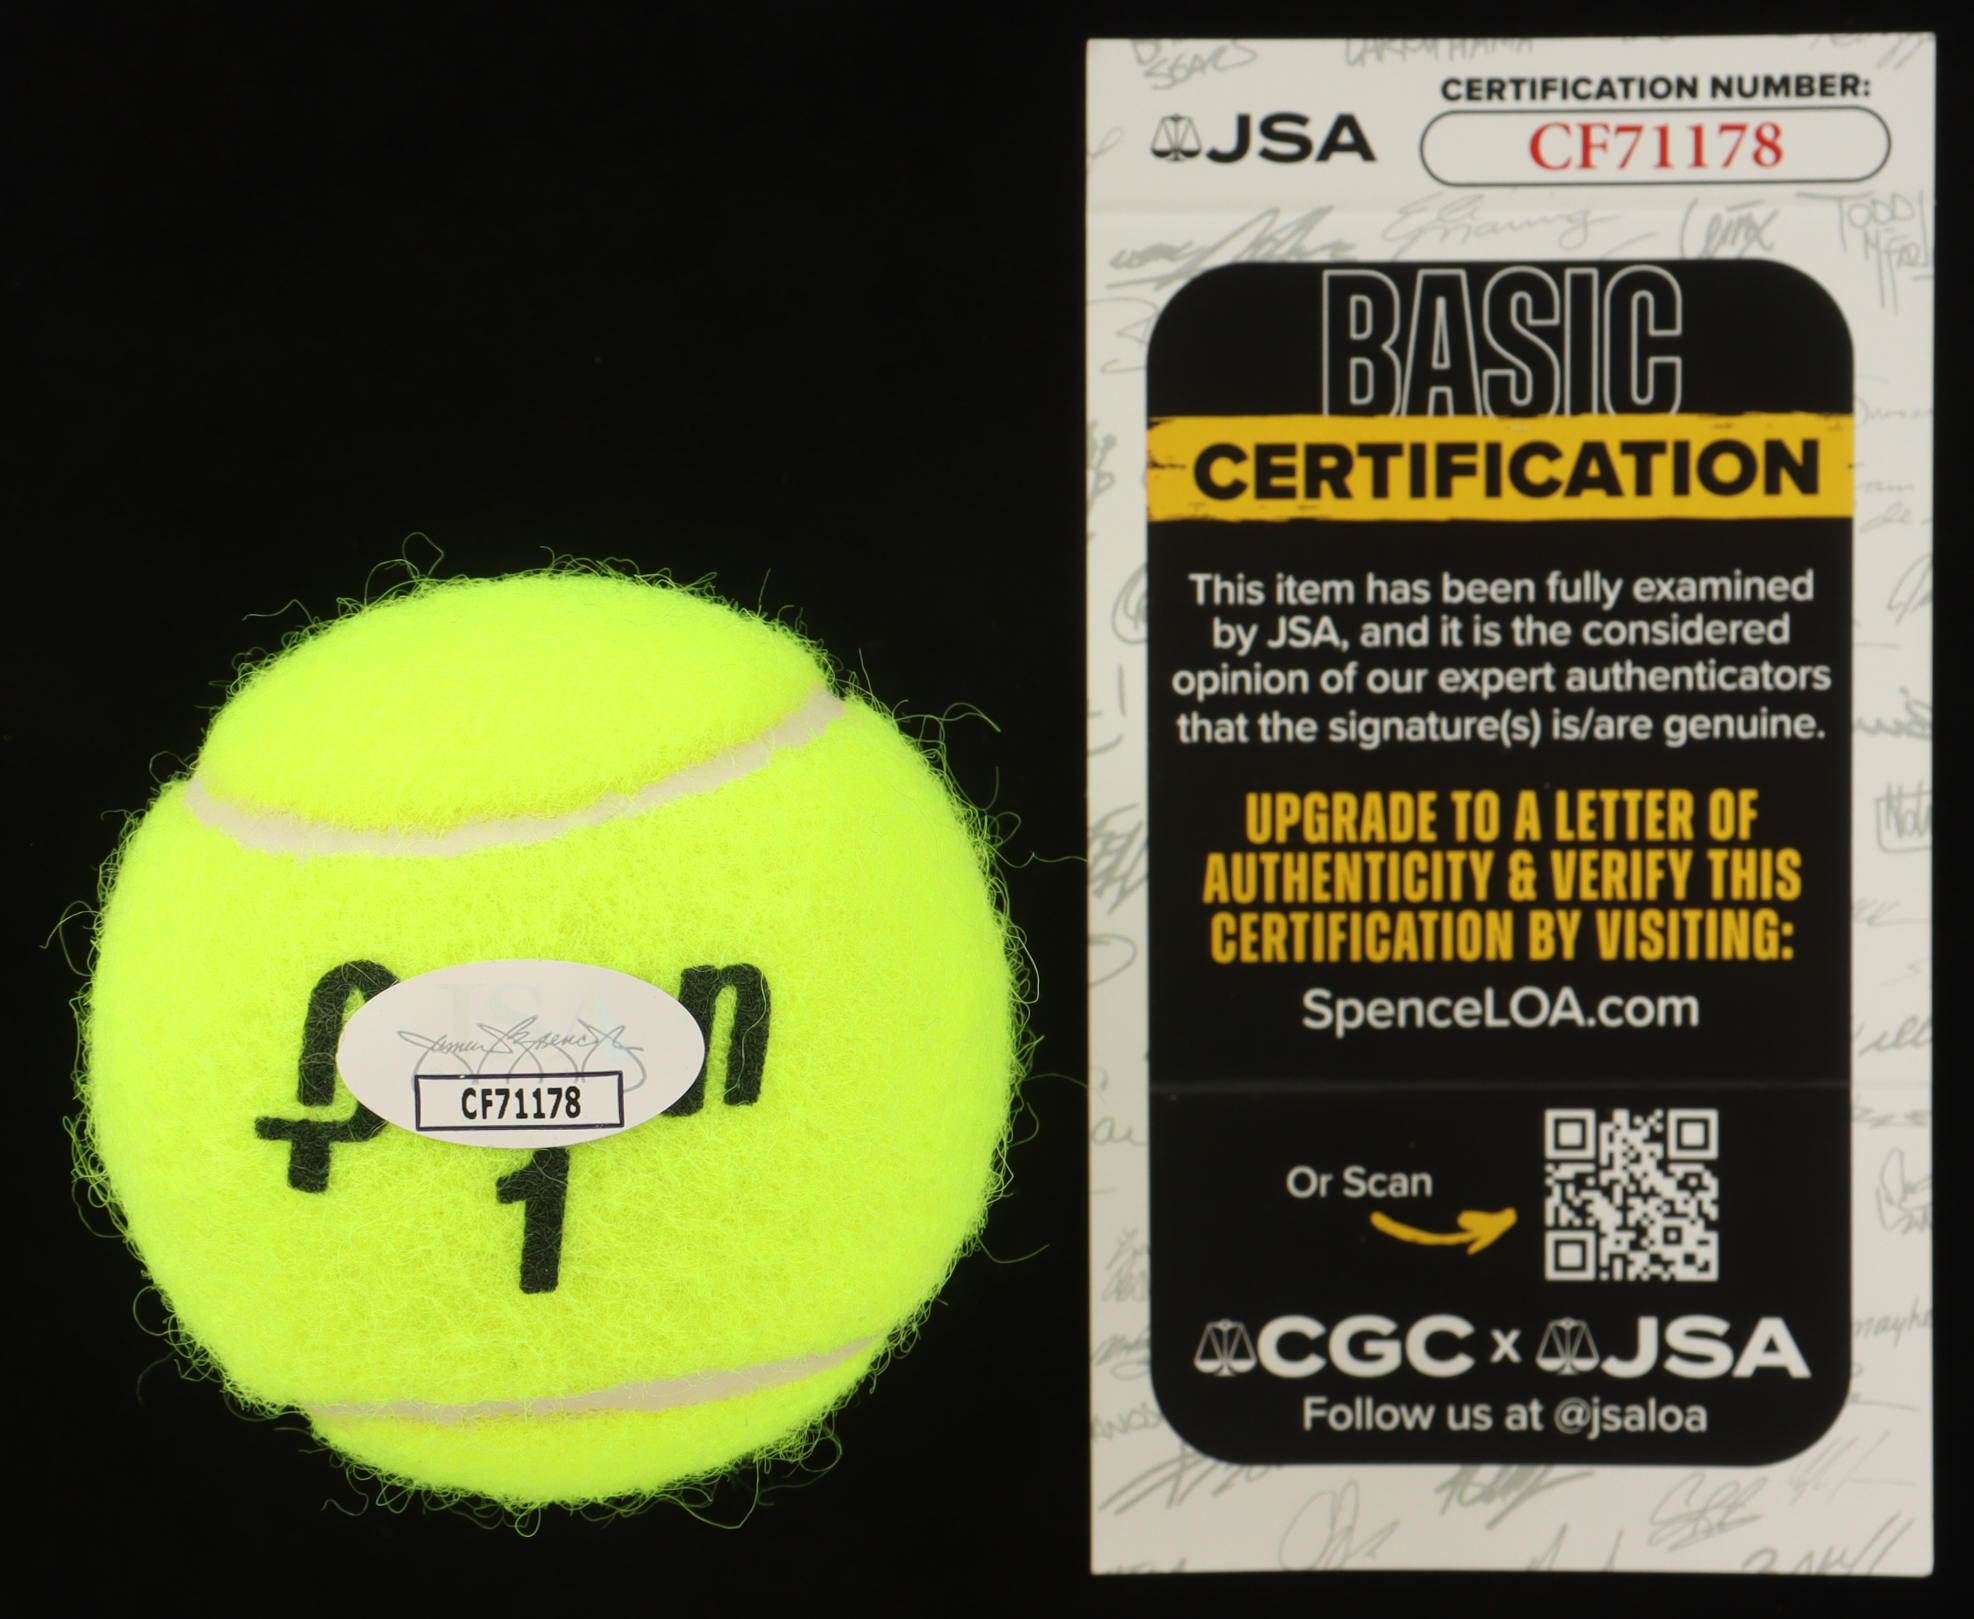 CERTIFICATION NUMBER:
JSA
CF71178
BASIC
CERTIFICATION
This item has been fully examined
by JSA, and it is the considered
opinion of our expert authenticators
that the signature(s) is/are genuine.
UPGRADE TO A LETTER OF
AUTHENTICITY & VERIFY THIS
CERTIFICATION BY VISITING:
SpenceLOA.com
Or Scan
CGC x JSA
Follow us at @jsaloa
CF71178
1